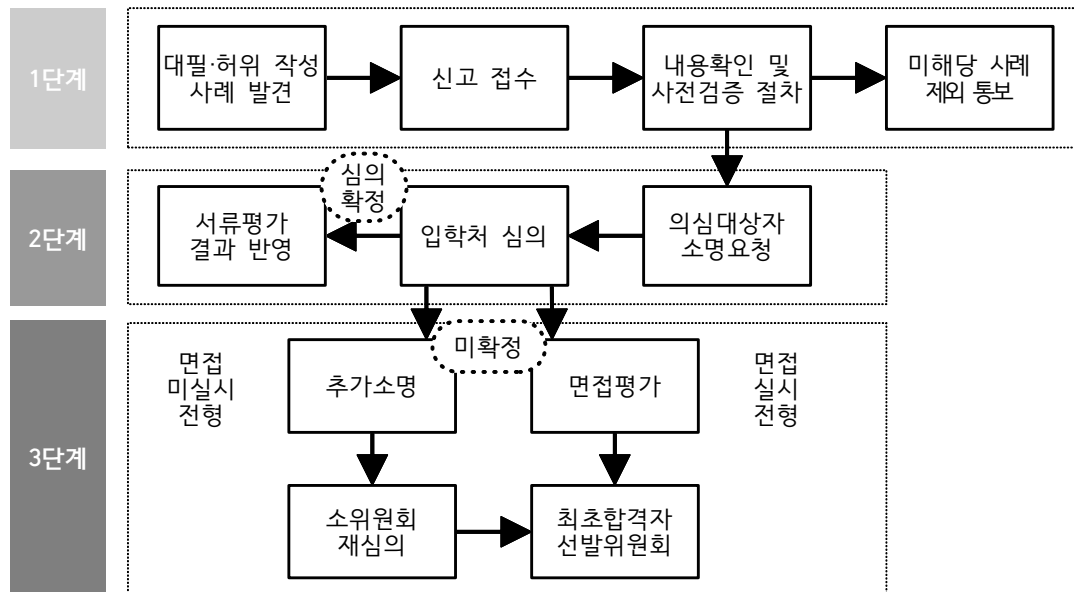 1단계
대필·허위 작성
사례 발견
신고 접수
내용확인 및
사전검증 절차
미해당 사례
제외 통보
2단계
서류평가
결과 반영
심의
확정
입학처 심의
의심대상자
소명요청
3단계
면접
미실시
전형
추가소명
미확정
면접평가
면접
실시
전형
소위원회
재심의
최초합격자
선발위원회